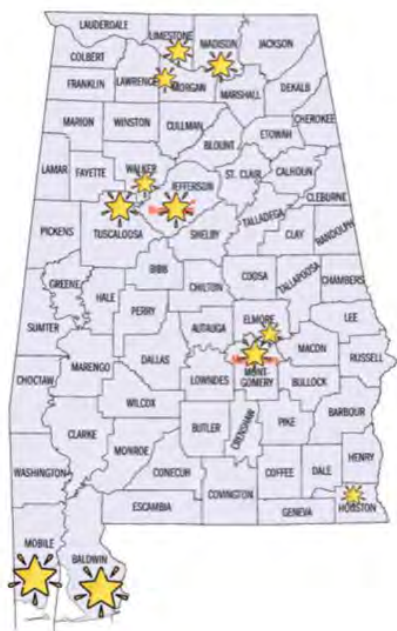 LAUDERDALE
LIMESTONE
MADISON
JACKSON
COLBERT
FRANKLIN
LAWRENCE
MORGAN
MARSHALL
DEKALB
MARION
WINSTON
CULLMAN
ETOWAH
CHEROKEE
BLOUNT
LAMAR
FAYETTE
WALKER
JEFFERSON
ST. CLAIR
CALHOUN
CLEBURNE
PICKENS
TUSCALOOSA
SHELBY
TALLADEGA
CLAY
RANDOLPH
BIBB
GREENE
HALE
PERRY
CHILTON
COOSA
TALLAPOOSA
CHAMBERS
SUMTER
AUTAUGA
ELMORE
LEE
MACON
RUSSELL
MARENGO
DALLAS
LOWNDES
MONT-
GOMERY
BULLOCK
CHOCTAW
WILCOX
BARBOUR
CLARKE
MONROE
BUTLER
CRENSHAW
PIKE
HENRY
WASHINGTON
CONECUH
COVINGTON
COFFEE
DALE
ESCAMBIA
GENEVA
HOUSTON
MOBILE
BALDWIN